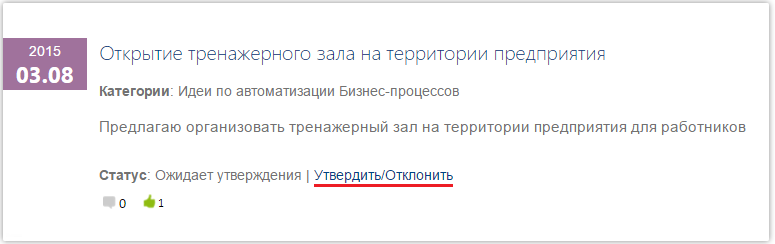 2015
03.08
Открытие тренажерного зала на территории предприятия
Категории: Идеи по автоматизации Бизнес-процессов
Предлагаю организовать тренажерный зал на территории предприятия для работников
Статус: Ожидает утверждения | Утвердить/Отклонить
0 1